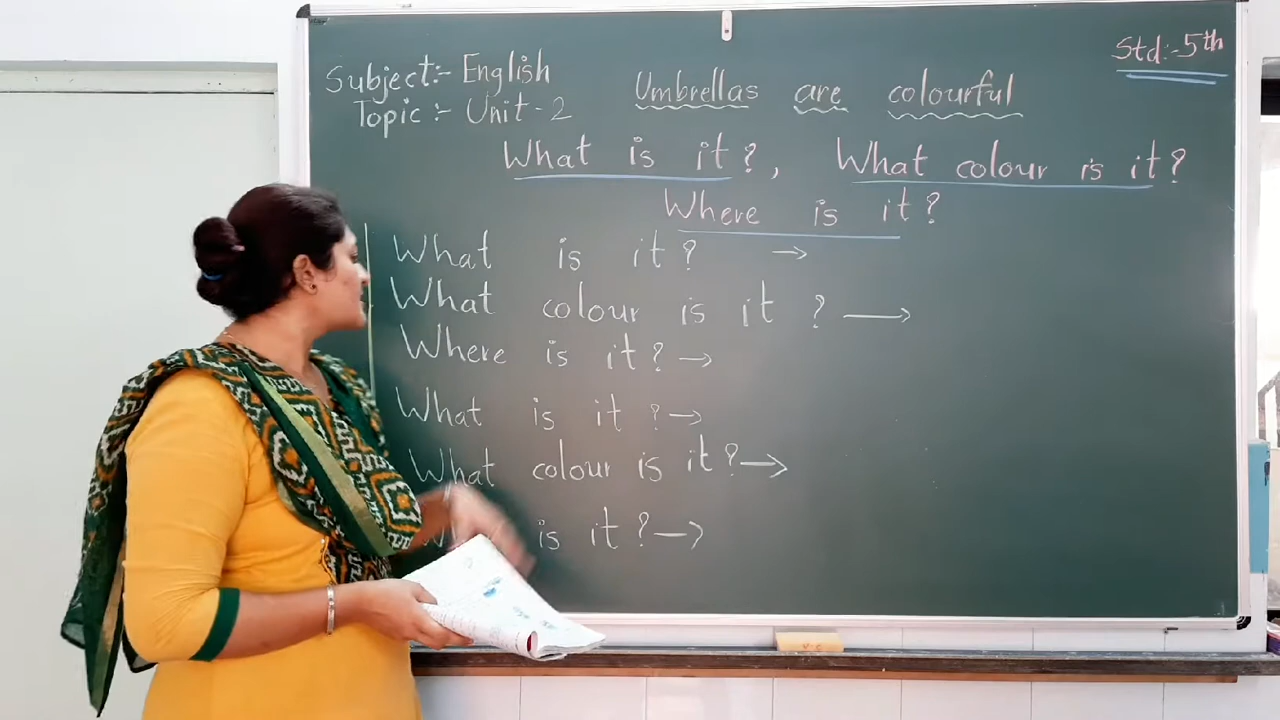 Std:-5th
Subject:- English
Umbrellas are colourful
Topic:- Unit-2
What is it?, What colour is it?
Where is it?
What is it? →
What colour is it? →
Where is it? →
What is it? →
What colour is it? →
is it? →